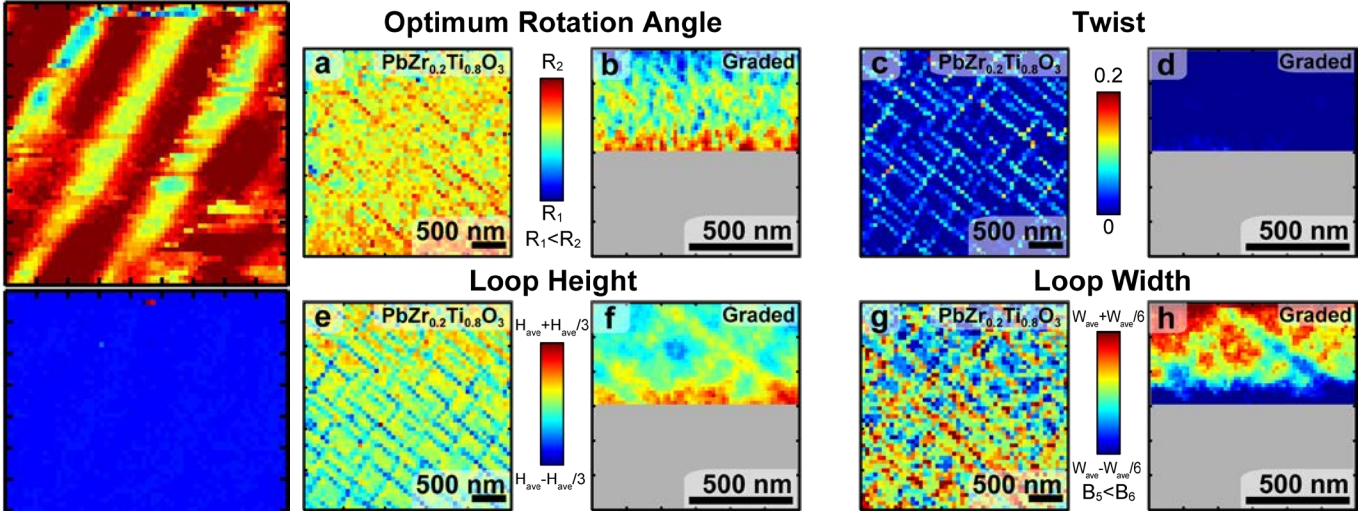 Optimum Rotation Angle
Twist
a PbZr0.2Ti0.8O3
R2
R1
R1<R2
500 nm
b Graded
500 nm
c PbZr0.2Ti0.8O3
0.2
0
500 nm
d Graded
500 nm
Loop Height
Loop Width
e PbZr0.2Ti0.8O3
Have+Have/3
Have-Have/3
500 nm
f Graded
500 nm
g PbZr0.2Ti0.8O3
Wave+Wave/6
Wave-Wave/6
B5<B6
500 nm
h Graded
500 nm